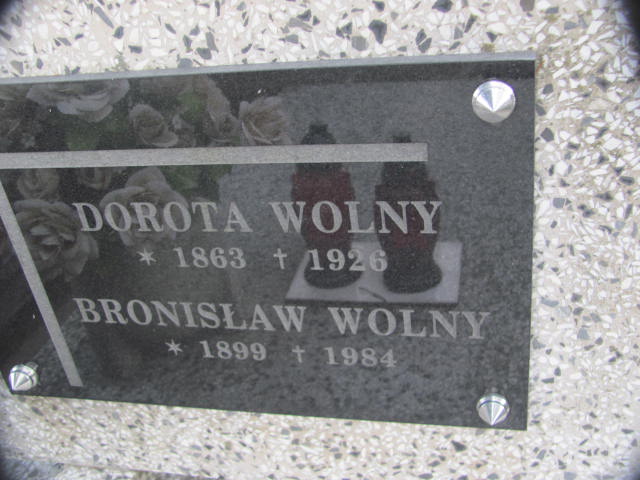 DOROTA WOLNY
* 1863 † 1926
BRONISŁAW WOLNY
* 1899 † 1984